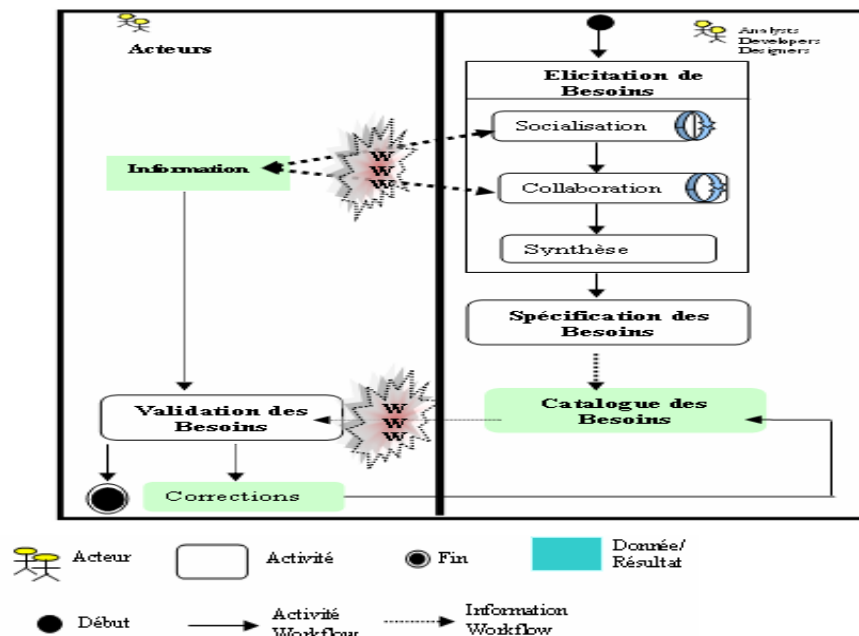 Acteurs
Analysts
Developers
Designers
Elicitation de
Besoins
Socialisation
Information
W
W
W
Collaboration
Synthèse
Spécification des
Besoins
Catalogue des
Besoins
Validation des
Besoins
W
W
W
Corrections
Acteur
Activité
Fin
Donnée/
Résultat
Début
Activité
Workflow
Information
Workflow